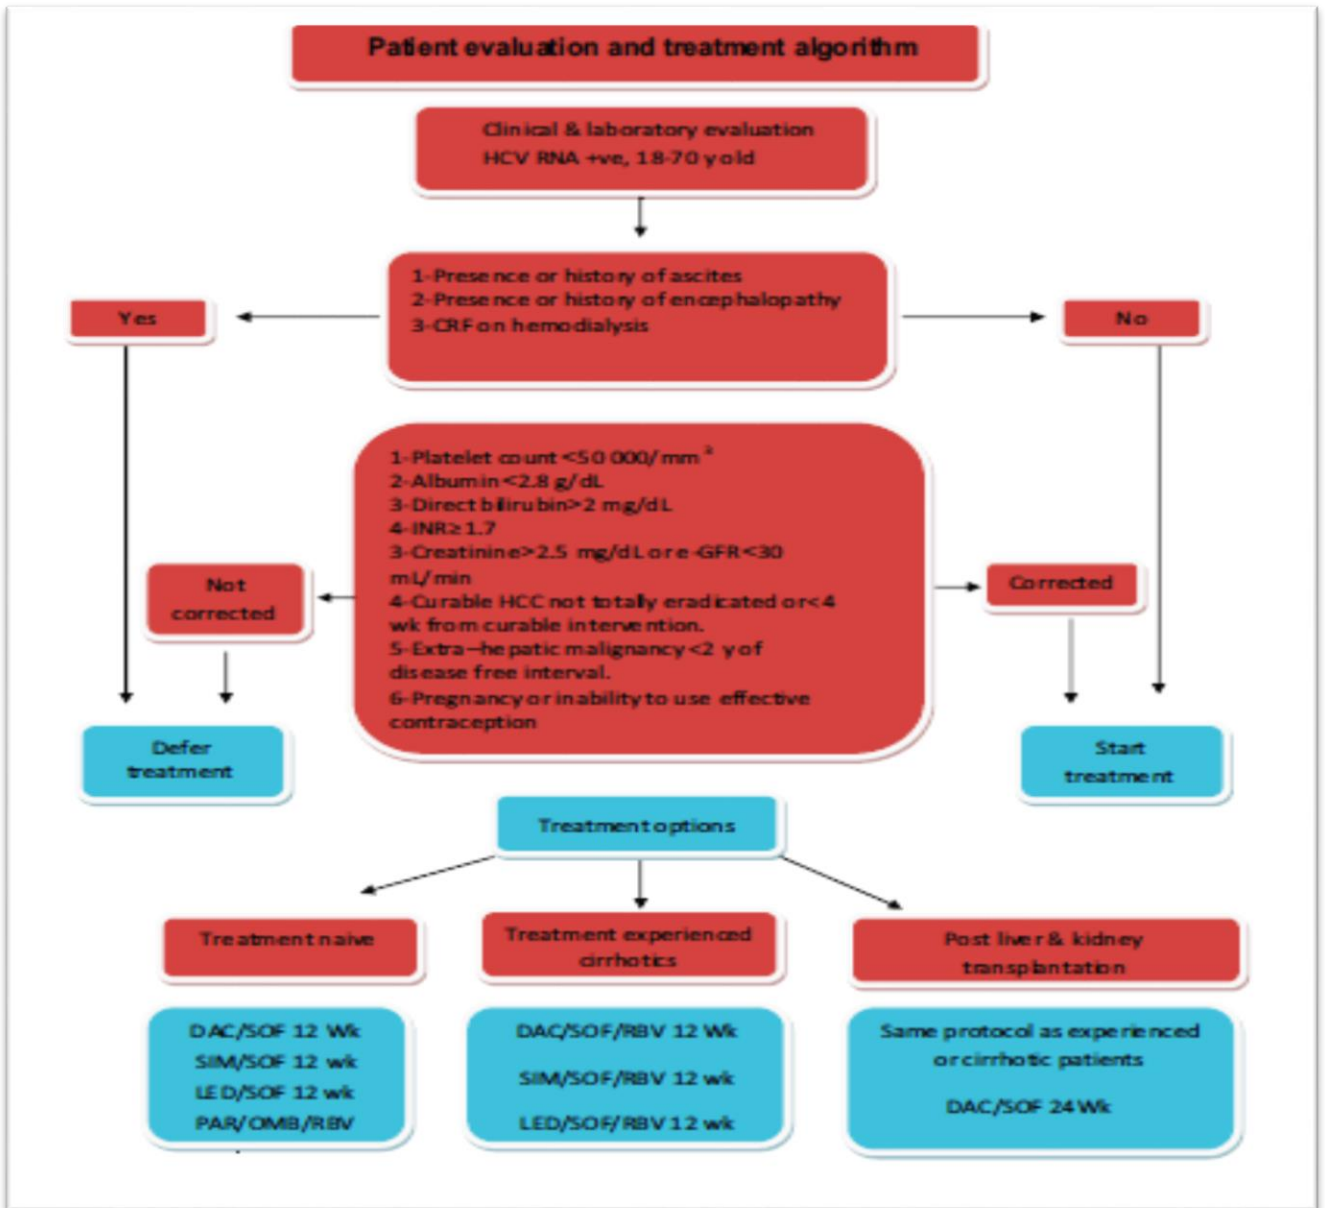 Patient evaluation and treatment algorithm
Clinical & laboratory evaluation
HCV RNA +ve, 18-70 y old
1-Presence or history of ascites
2-Presence or history of encephalopathy
3-CRF on hemodialysis
Yes
No
1-Platelet count <50 000/mm³
2-Albumin <2.8 g/dL
3-Direct bilirubin>2 mg/dL
4-INR≥1.7
3-Creatinine>2.5 mg/dL or e-GFR<30
mL/min
4-Curable HCC not totally eradicated or< 4
wk from curable intervention.
5-Extra–hepatic malignancy <2 y of
disease free interval.
6-Pregnancy or inability to use effective
contraception
Not
corrected
Corrected
Defer
treatment
Start
treatment
Treatment options
Treatment naive
Treatment experienced
cirrhotics
Post liver & kidney
transplantation
DAC/SOF 12 Wk
SIM/SOF 12 wk
LED/SOF 12 wk
PAR/OMB/RBV
DAC/SOF/RBV 12 Wk
SIM/SOF/RBV 12 wk
LED/SOF/RBV 12 wk
Same protocol as experienced
or cirrhotic patients
DAC/SOF 24 Wk